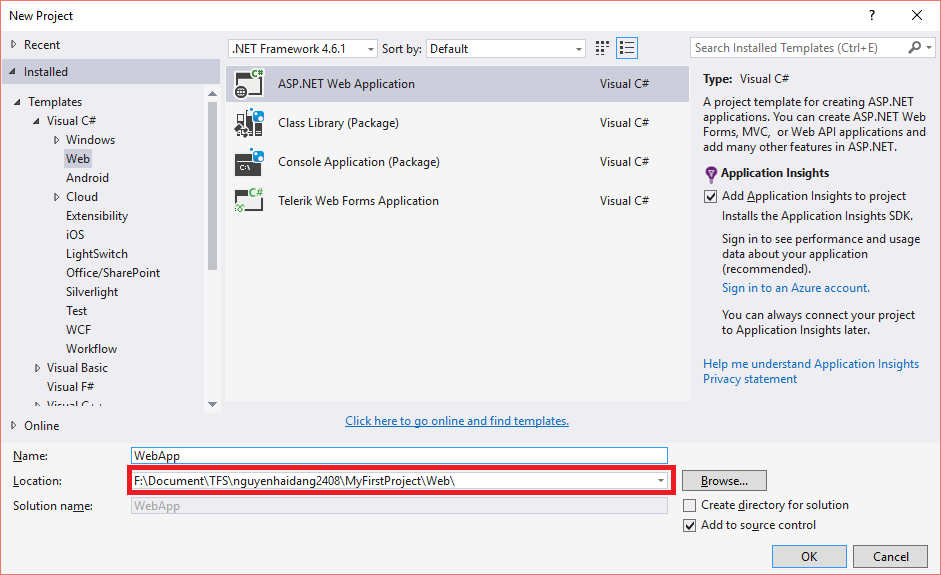 New Project
Recent
Installed
Templates
Visual C#
Windows
Web
Android
Cloud
Extensibility
iOS
LightSwitch
Office/SharePoint
Silverlight
Test
WCF
Workflow
Visual Basic
Visual F#
Visual C++
Online
.NET Framework 4.6.1
Sort by:
Default
ASP.NET Web Application Visual C#
Class Library (Package) Visual C#
Console Application (Package) Visual C#
Telerik Web Forms Application Visual C#
Click here to go online and find templates.
Search Installed Templates (Ctrl+E)
Type: Visual C#
A project template for creating ASP.NET
applications. You can create ASP.NET Web
Forms, MVC, or Web API applications and
add many other features in ASP.NET.
Application Insights
Add Application Insights to project
Installs the Application Insights SDK.
Sign in to see performance and usage
data about your application
(recommended).
Sign in to an Azure account.
You can always connect your project
to Application Insights later.
Help me understand Application Insights
Privacy statement
Name: WebApp
Location: F:\Document\TFS\nguyenhaidang2408\MyFirstProject\Web\ Browse...
Solution name: WebApp
Create directory for solution
Add to source control
OK Cancel